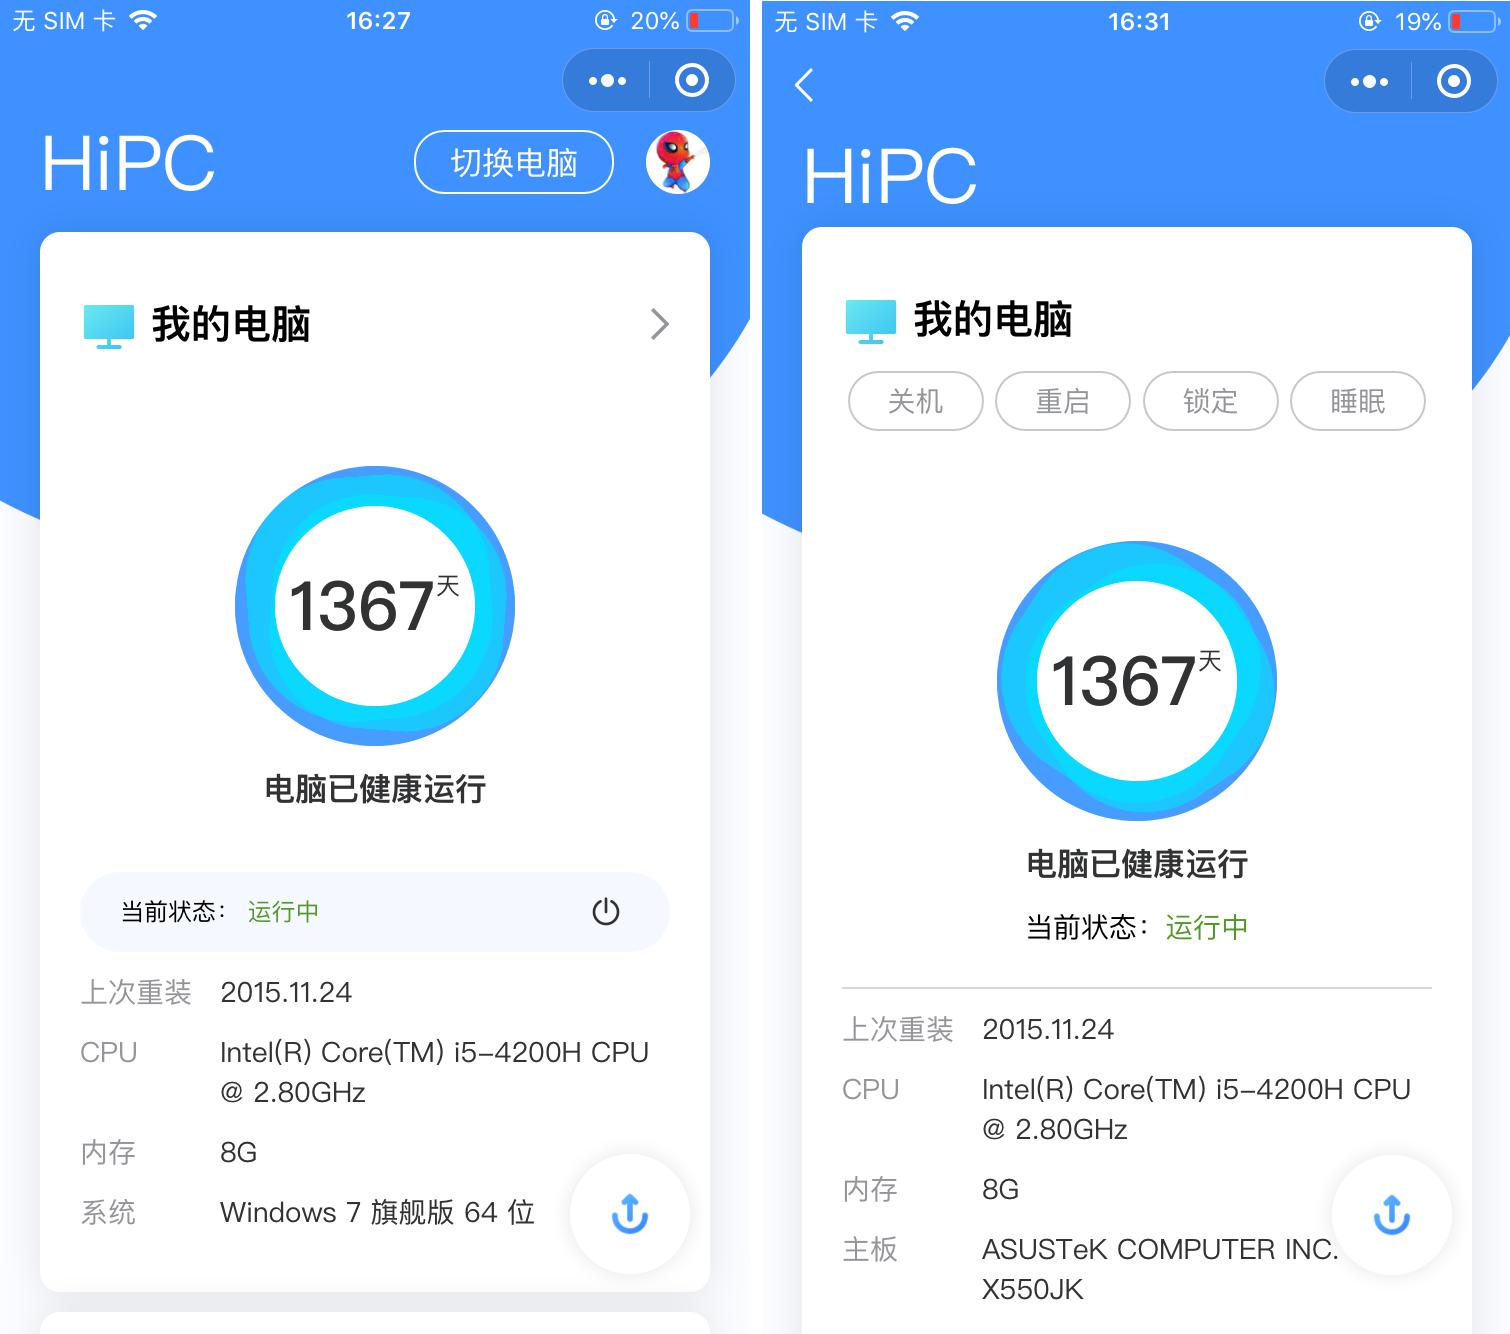 无 SIM 卡 16:27 20%
HiPC 切换电脑
我的电脑
1367天
电脑已健康运行
当前状态： 运行中
上次重装 2015.11.24
CPU Intel(R) Core(TM) i5-4200H CPU
@ 2.80GHz
内存 8G
系统 Windows 7 旗舰版 64 位
无 SIM 卡 16:31 19%
HiPC
我的电脑
关机 重启 锁定 睡眠
1367天
电脑已健康运行
当前状态： 运行中
上次重装 2015.11.24
CPU Intel(R) Core(TM) i5-4200H CPU
@ 2.80GHz
内存 8G
主板 ASUSTeK COMPUTER INC.
X550JK